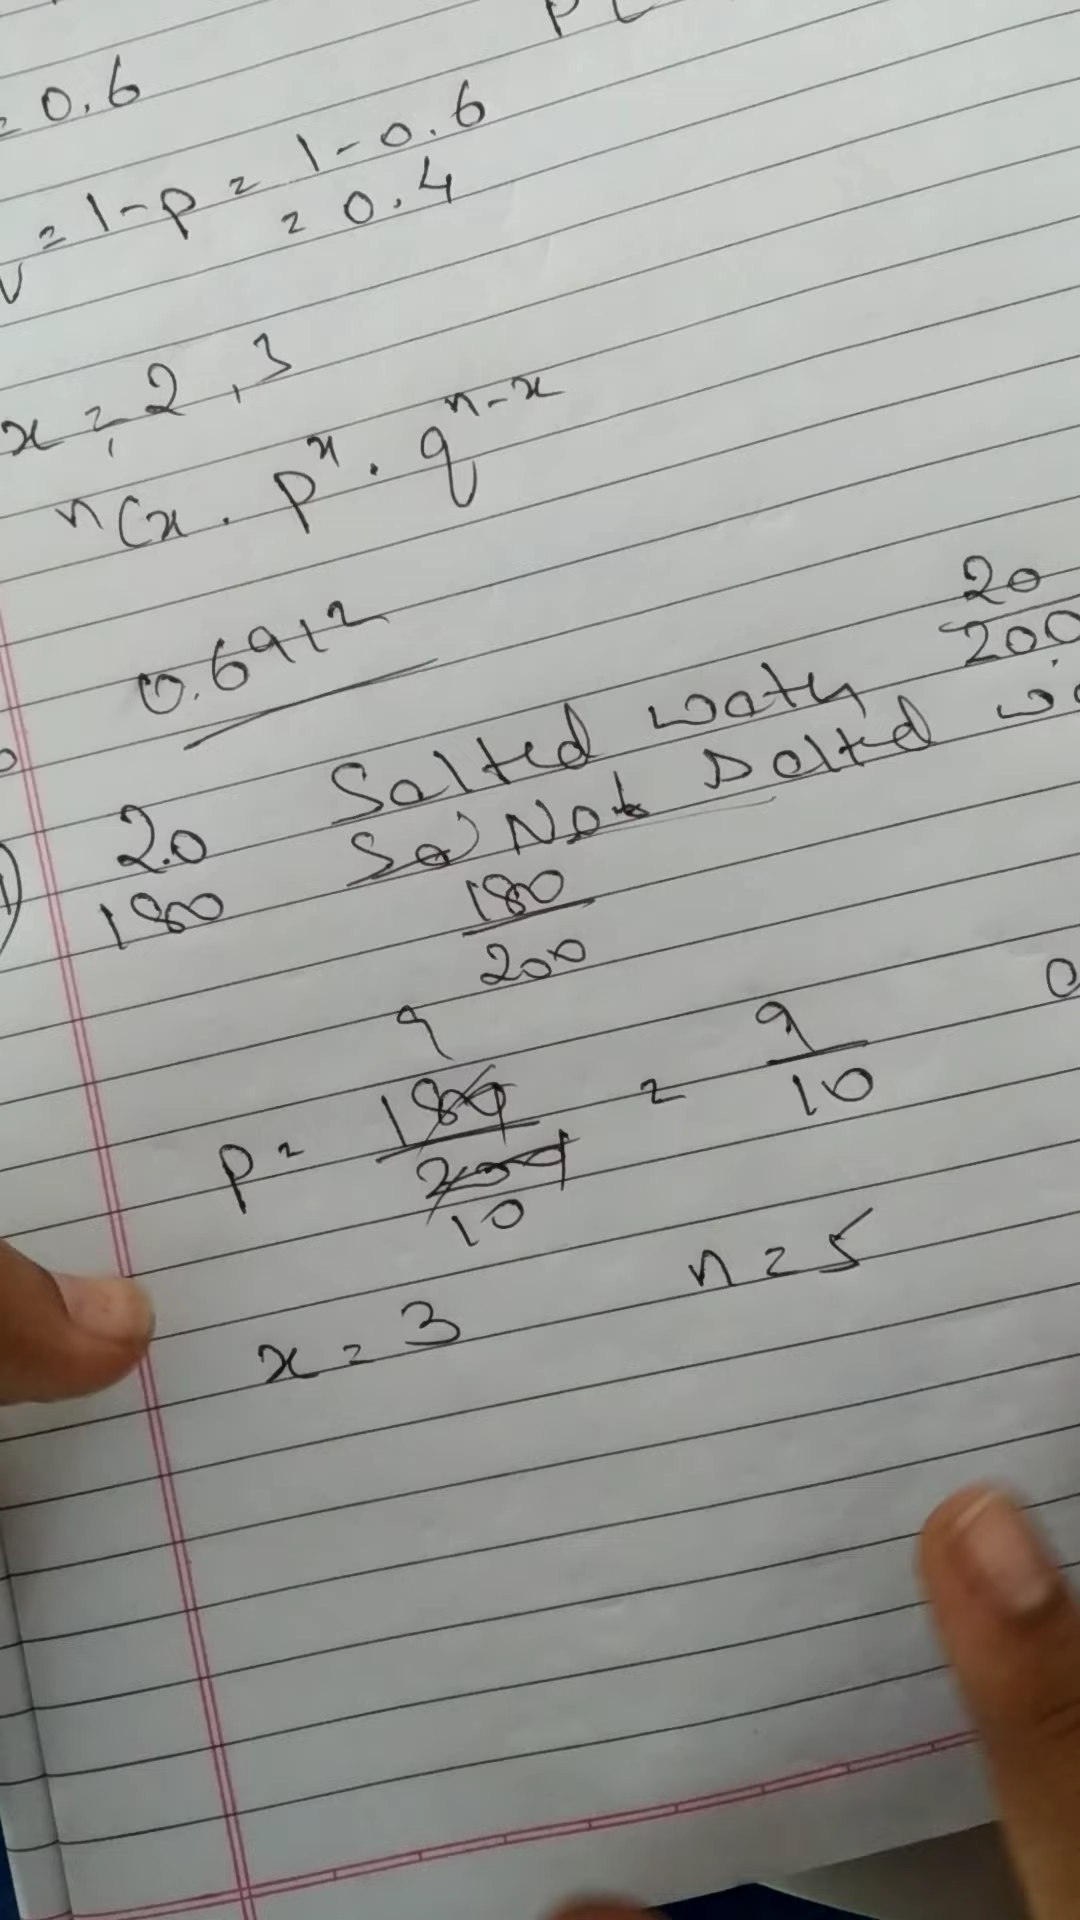 = 0.6
= 1-p = 1-0.6
= 0.4
x = 2, 3
nCx . p^x . q^n-x
0.6912
20 Salted 20/200
180 Sa Not Salted
180/200
p = 180/200 9 10 = 9/10
x = 3 n = 5